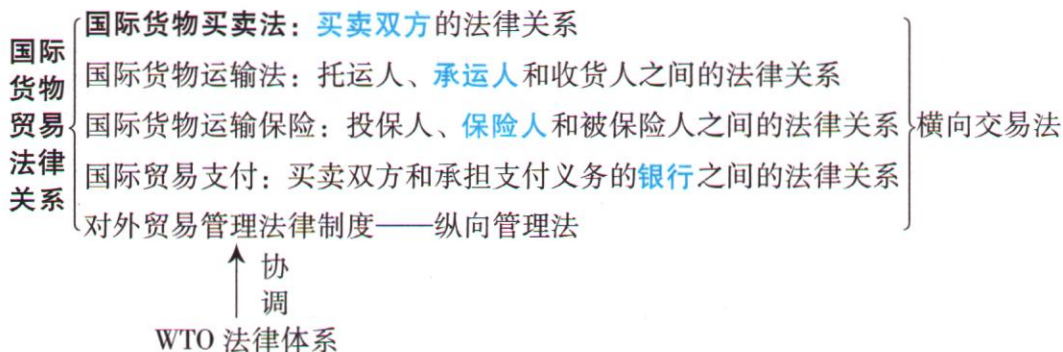 国际货物贸易法律关系
国际货物买卖法：买卖双方的法律关系
国际货物运输法：托运人、承运人和收货人之间的法律关系
国际货物运输保险：投保人、保险人和被保险人之间的法律关系
国际贸易支付：买卖双方和承担支付义务的银行之间的法律关系
对外贸易管理法律制度——纵向管理法
横向交易法
协调
WTO 法律体系